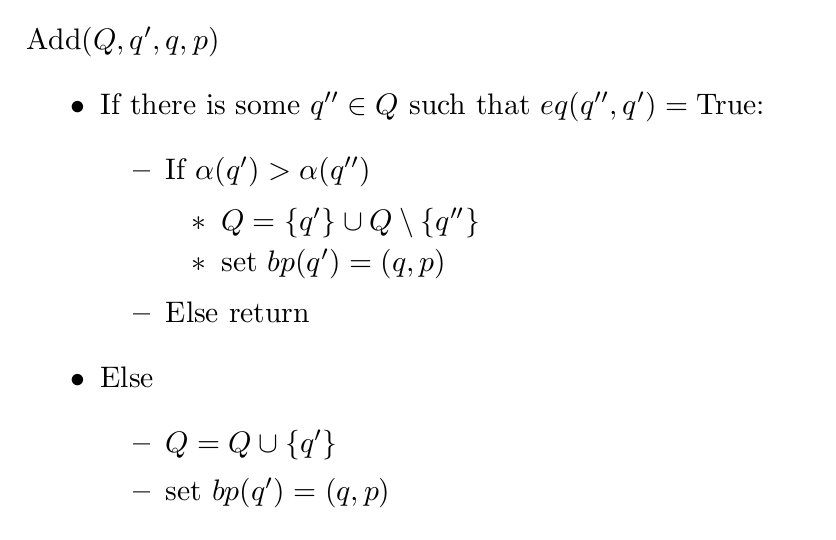 Add(Q, q′, q, p)
• If there is some q′′ ∈ Q such that eq(q′′, q′) = True:
– If α(q′) > α(q′′)
∗ Q = {q′} ∪ Q \ {q′′}
∗ set bp(q′) = (q, p)
– Else return
• Else
– Q = Q ∪ {q′}
– set bp(q′) = (q, p)